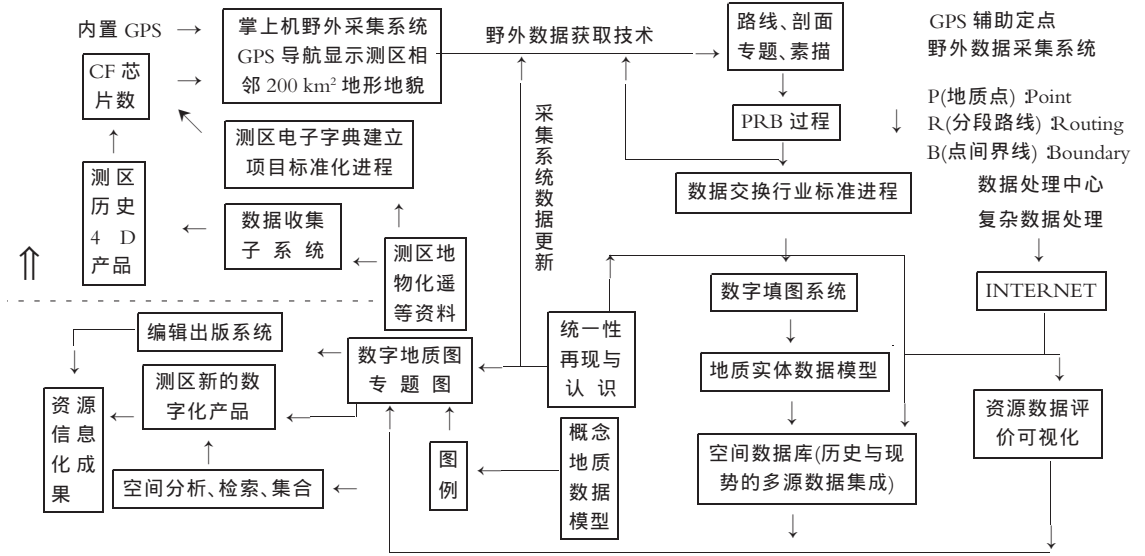 内置 GPS
掌上机野外采集系统
GPS 导航显示测区相
邻 200 km² 地形地貌
CF 芯
片数
野外数据获取技术
路线、剖面
专题、素描
GPS 辅助定点
野外数据采集系统
PRB 过程
P(地质点) :Point
R(分段路线) :Routing
B(点间界线) :Boundary
测区电子字典建立
项目标准化进程
采集系统数据更新
数据交换行业标准进程
数据处理中心
复杂数据处理
测区
历史
4 D
产品
数据收集
子系统
测区地
物化遥
等资料
INTERNET
数字填图系统
编辑出版系统
数字地质图
专题图
统一性
再现与
认识
地质实体数据模型
测区新的数
字化产品
资源
信息
化成
果
资源数据评
价可视化
空间分析、检索、集合
图
例
概念
地质
数据
模型
空间数据库(历史与现
势的多源数据集成)